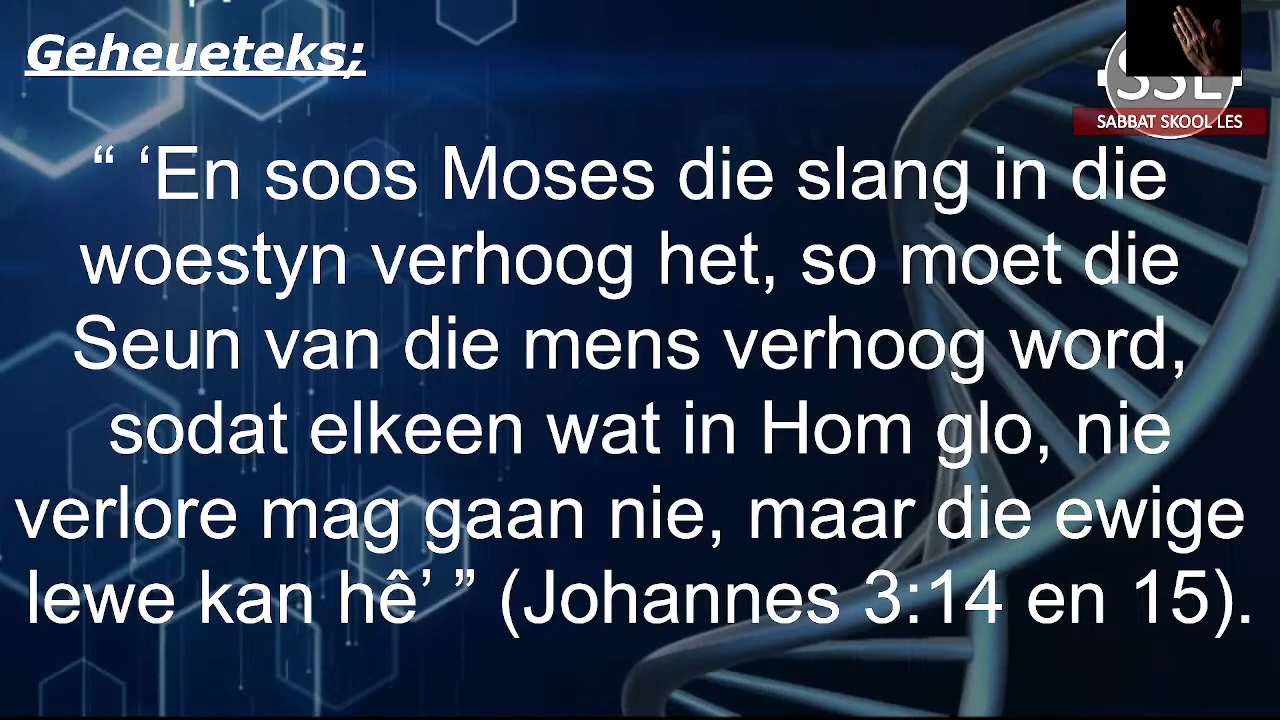 Geheueteks;
SSL
SABBAT SKOOL LES
“ ‘En soos Moses die slang in die
woestyn verhoog het, so moet die
Seun van die mens verhoog word,
sodat elkeen wat in Hom glo, nie
verlore mag gaan nie, maar die ewige
lewe kan hê’ ” (Johannes 3:14 en 15).